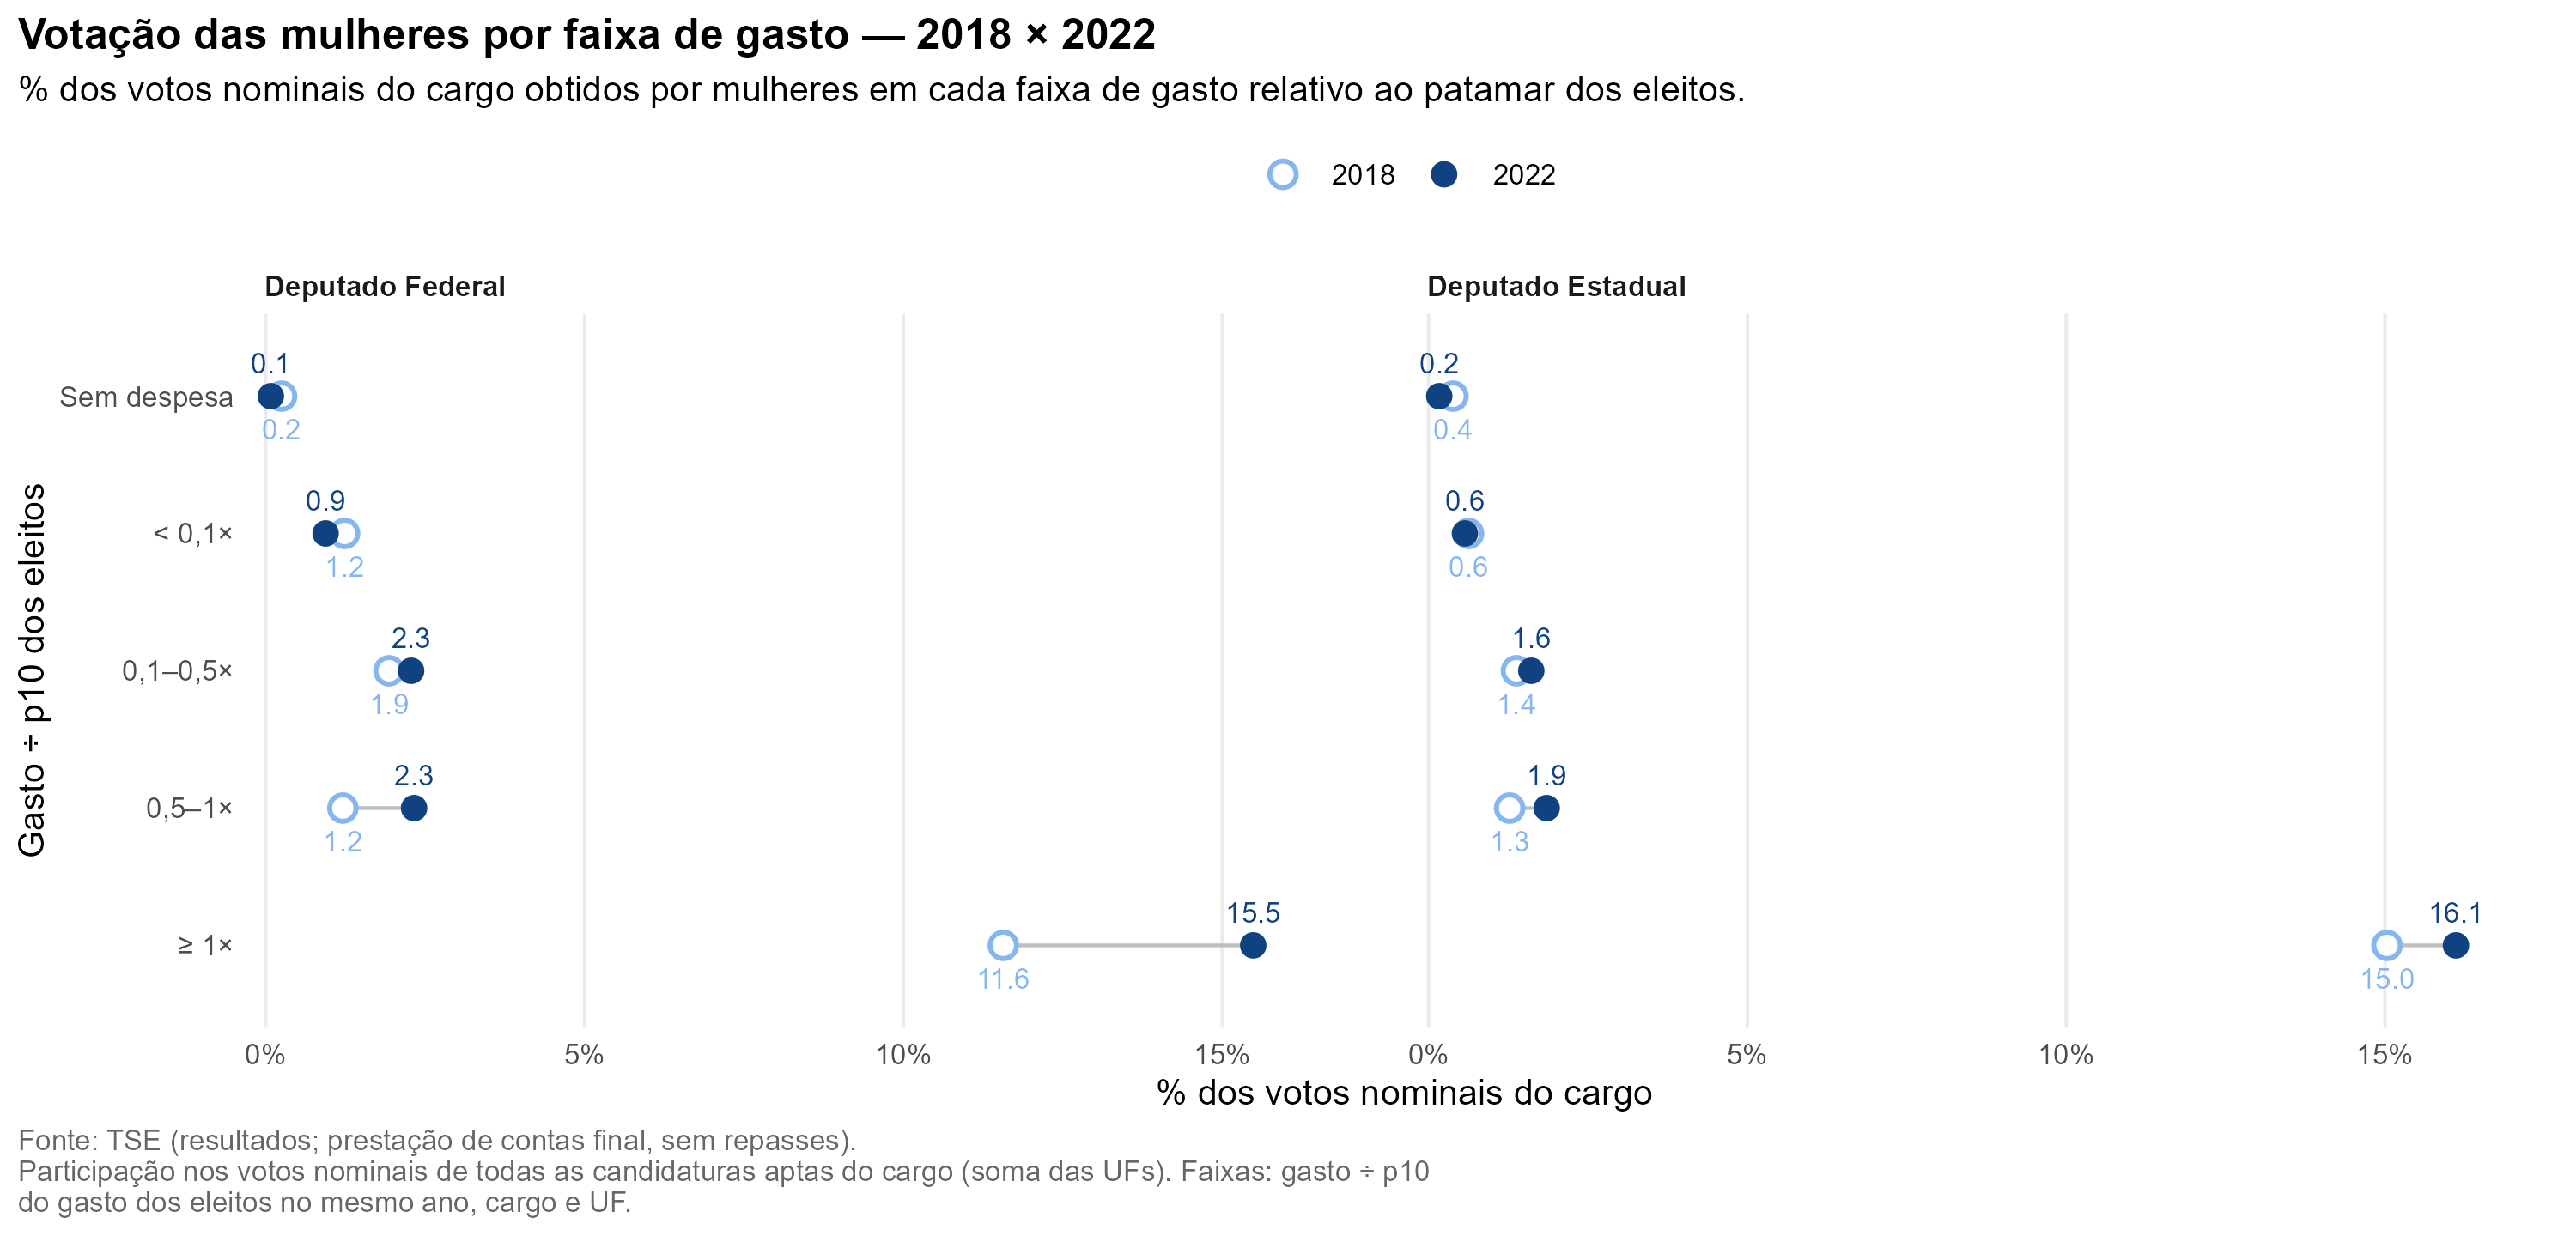 Votação das mulheres por faixa de gasto — 2018 × 2022
% dos votos nominais do cargo obtidos por mulheres em cada faixa de gasto relativo ao patamar dos eleitos.
2018 2022
Deputado Federal Deputado Estadual
0.1 0.2
Sem despesa
0.2 0.4
0.9 0.6
< 0,1×
1.2 0.6
2.3 1.6
0,1–0,5×
1.9 1.4
2.3 1.9
0,5–1×
1.2 1.3
15.5 16.1
≥ 1×
11.6 15.0
Gasto ÷ p10 dos eleitos
0% 5% 10% 15% 0% 5% 10% 15%
% dos votos nominais do cargo
Fonte: TSE (resultados; prestação de contas final, sem repasses).
Participação nos votos nominais de todas as candidaturas aptas do cargo (soma das UFs). Faixas: gasto ÷ p10
do gasto dos eleitos no mesmo ano, cargo e UF.